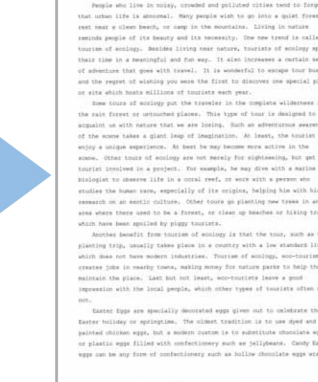 People who live in noisy, crowded and polluted cities tend to forg
that urban life is abnormal. Many people wish to go into a quiet fores
rest near a clean beach, or camp in the mountains. Living in nature
reminds people of its beauty and its necessity. One new trend is calle
tourism of ecology. Besides living near nature, tourists of ecology sp
their time in a meaningful and fun way. It also increases a certain se
of adventure that goes with travel. It is wonderful to escape tour bus
and the regret of wishing you were the first to discover one special pl
or site which hosts millions of tourists each year.
Some tours of ecology put the traveler in the complete wilderness
the rain forest or untouched places. This type of tour is designed to
acquaint us with nature that we are losing. Such an adventurous
of the scene takes a giant leap of imagination. At least, the tourist
enjoy a unique experience. At best he may become more active in the
scene. Other tours of ecology are not merely for sightseeing, but get
tourist involved in a project. For example, he may dive with a marine
biologist to observe life in a coral reef, or work with a person who
studies the human race, especially of its origins, helping him with hi
research on an exotic culture. Other tours go planting new trees in an
area where there used to be a forest, or clean up beaches or hiking tr
which have been spoiled by piggy tourists.
Another benefit from tourism of ecology is that the tour, such as
planting trip, usually takes place in a country with a low standard li
which does not have modern industries. Tourism of ecology, eco-tourism
creates jobs in nearby towns, making money for nature parks to help the
maintain the place. Last but not least, eco-tourists leave a good
impression with the local people, which other types of tourists often
not.
Easter Eggs are specially decorated eggs given out to celebrate th
Easter holiday or springtime. The oldest tradition is to use dyed and
painted chicken eggs, but a modern custom is to substitute chocolate eg
or plastic eggs filled with confectionery such as jellybeans. Candy Ea
eggs can be any form of confectionery such as hollow chocolate eggs wra